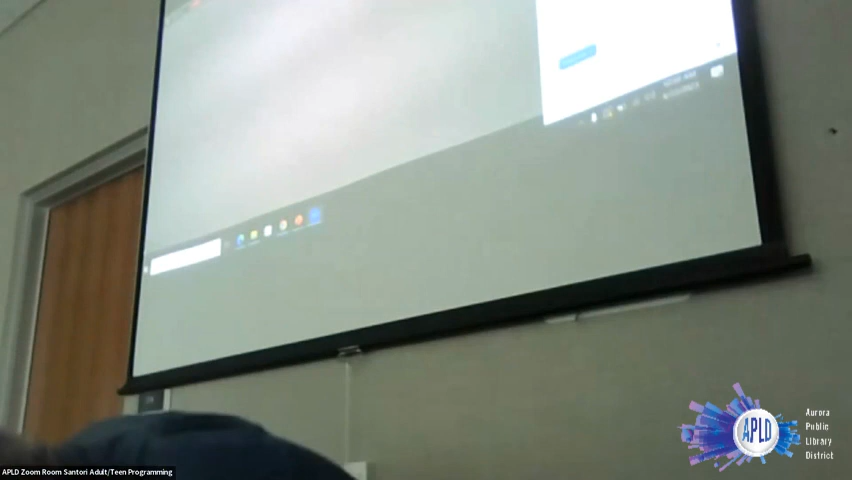 APLD
Aurora
Public
Library
District
APLD Zoom Room Santori Adult/Teen Programming